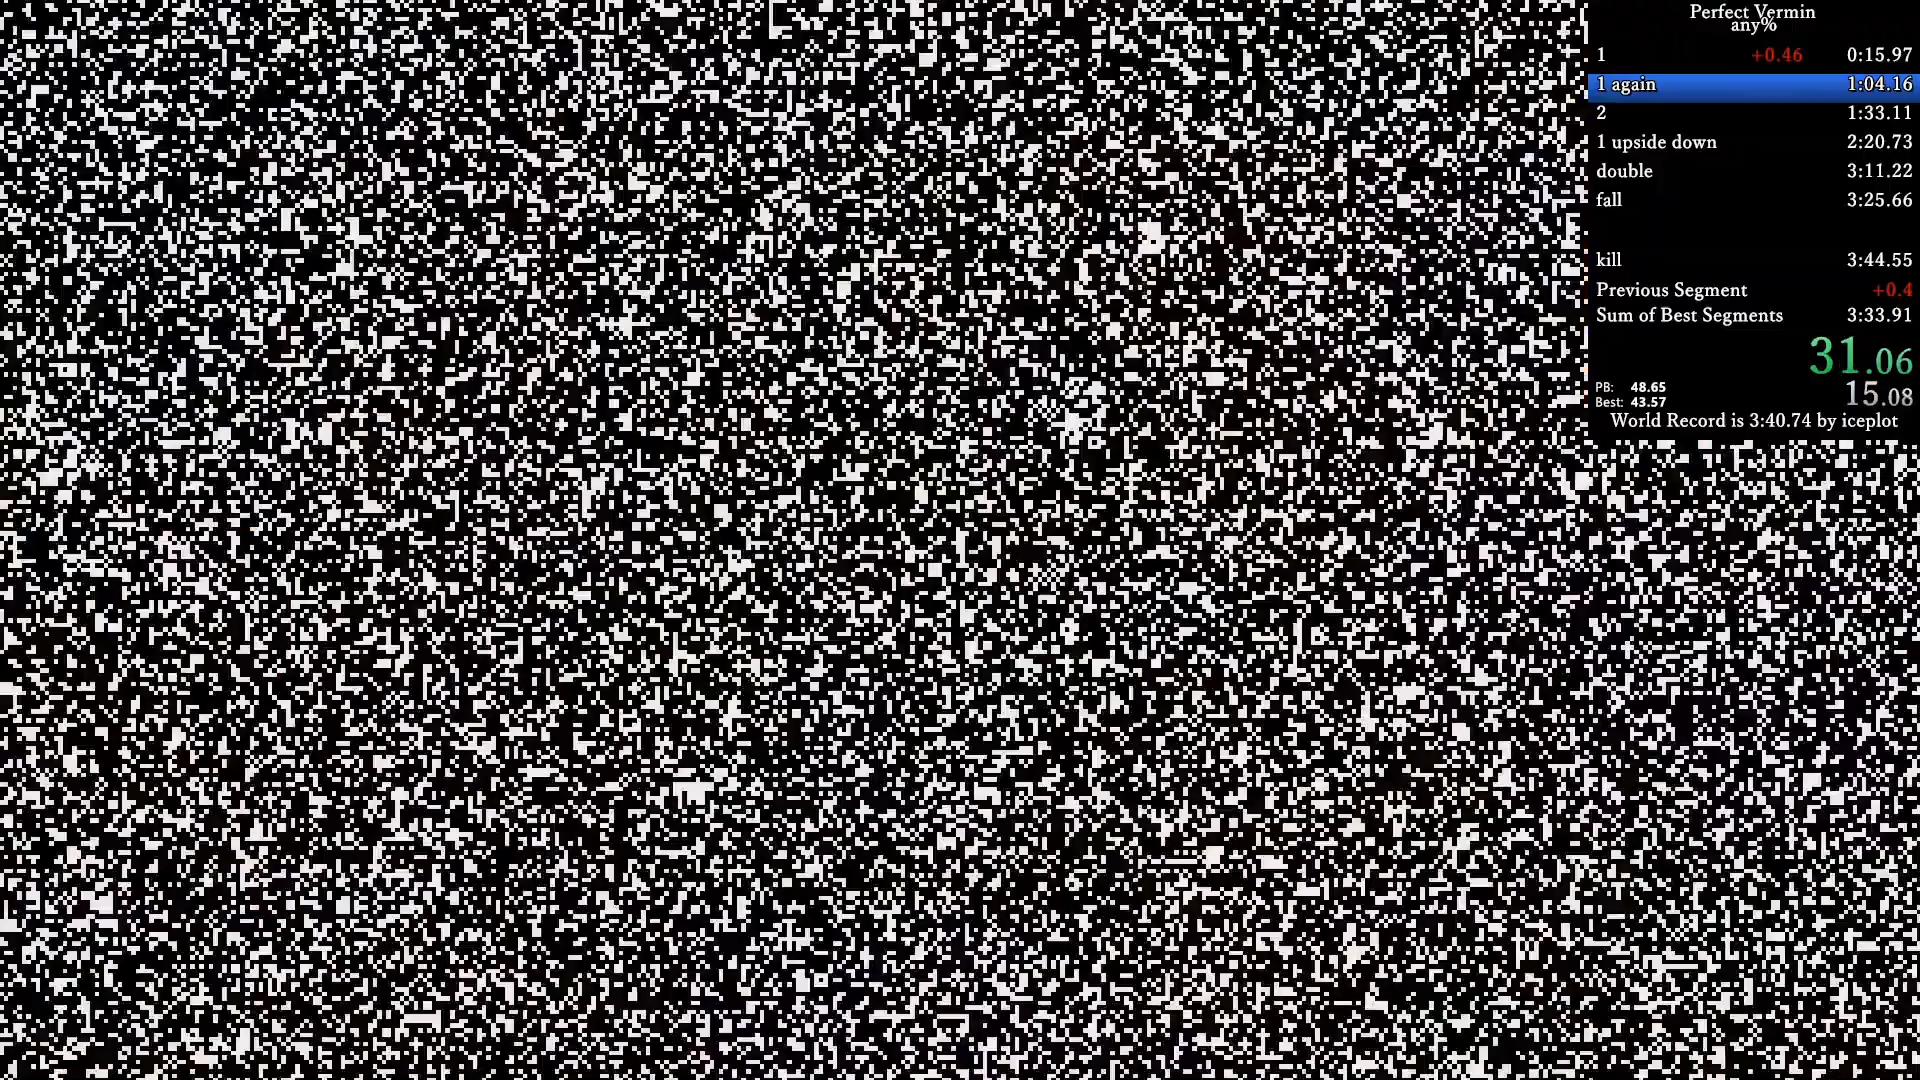 Perfect Vermin
any%
1 +0.46 0:15.97
1 again 1:04.16
2 1:33.11
1 upside down 2:20.73
double 3:11.22
fall 3:25.66
kill 3:44.55
Previous Segment +0.4
Sum of Best Segments 3:33.91
31.06
PB: 48.65 15.08
Best: 43.57
World Record is 3:40.74 by iceplot